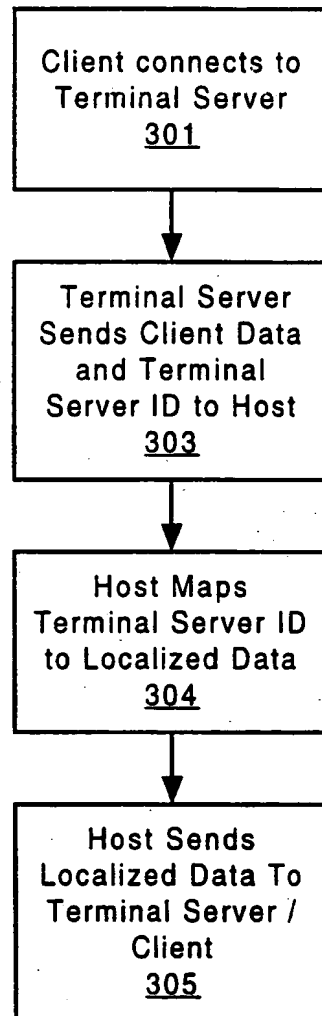 Client connects to
Terminal Server
301
Terminal Server
Sends Client Data
and Terminal
Server ID to Host
303
Host Maps
Terminal Server ID
to Localized Data
304
Host Sends
Localized Data To
Terminal Server /
Client
305